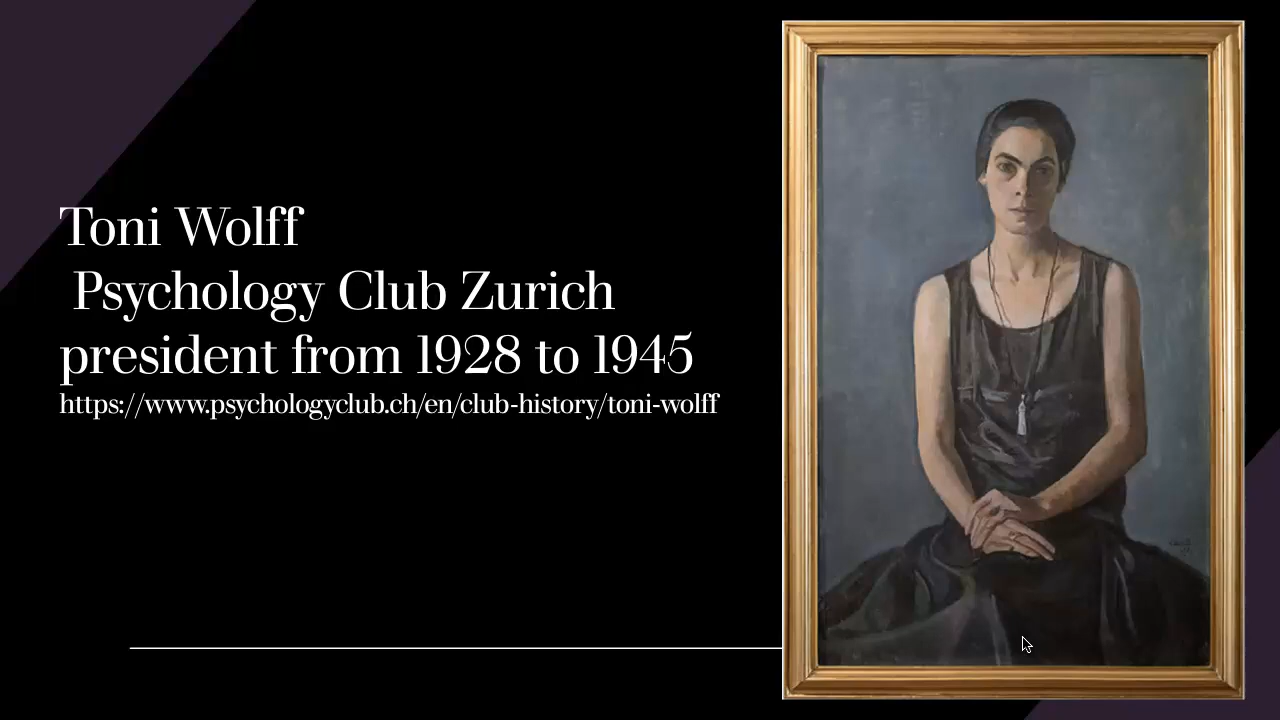 Toni Wolff
Psychology Club Zurich
president from 1928 to 1945
https://www.psychologyclub.ch/en/club-history/toni-wolff